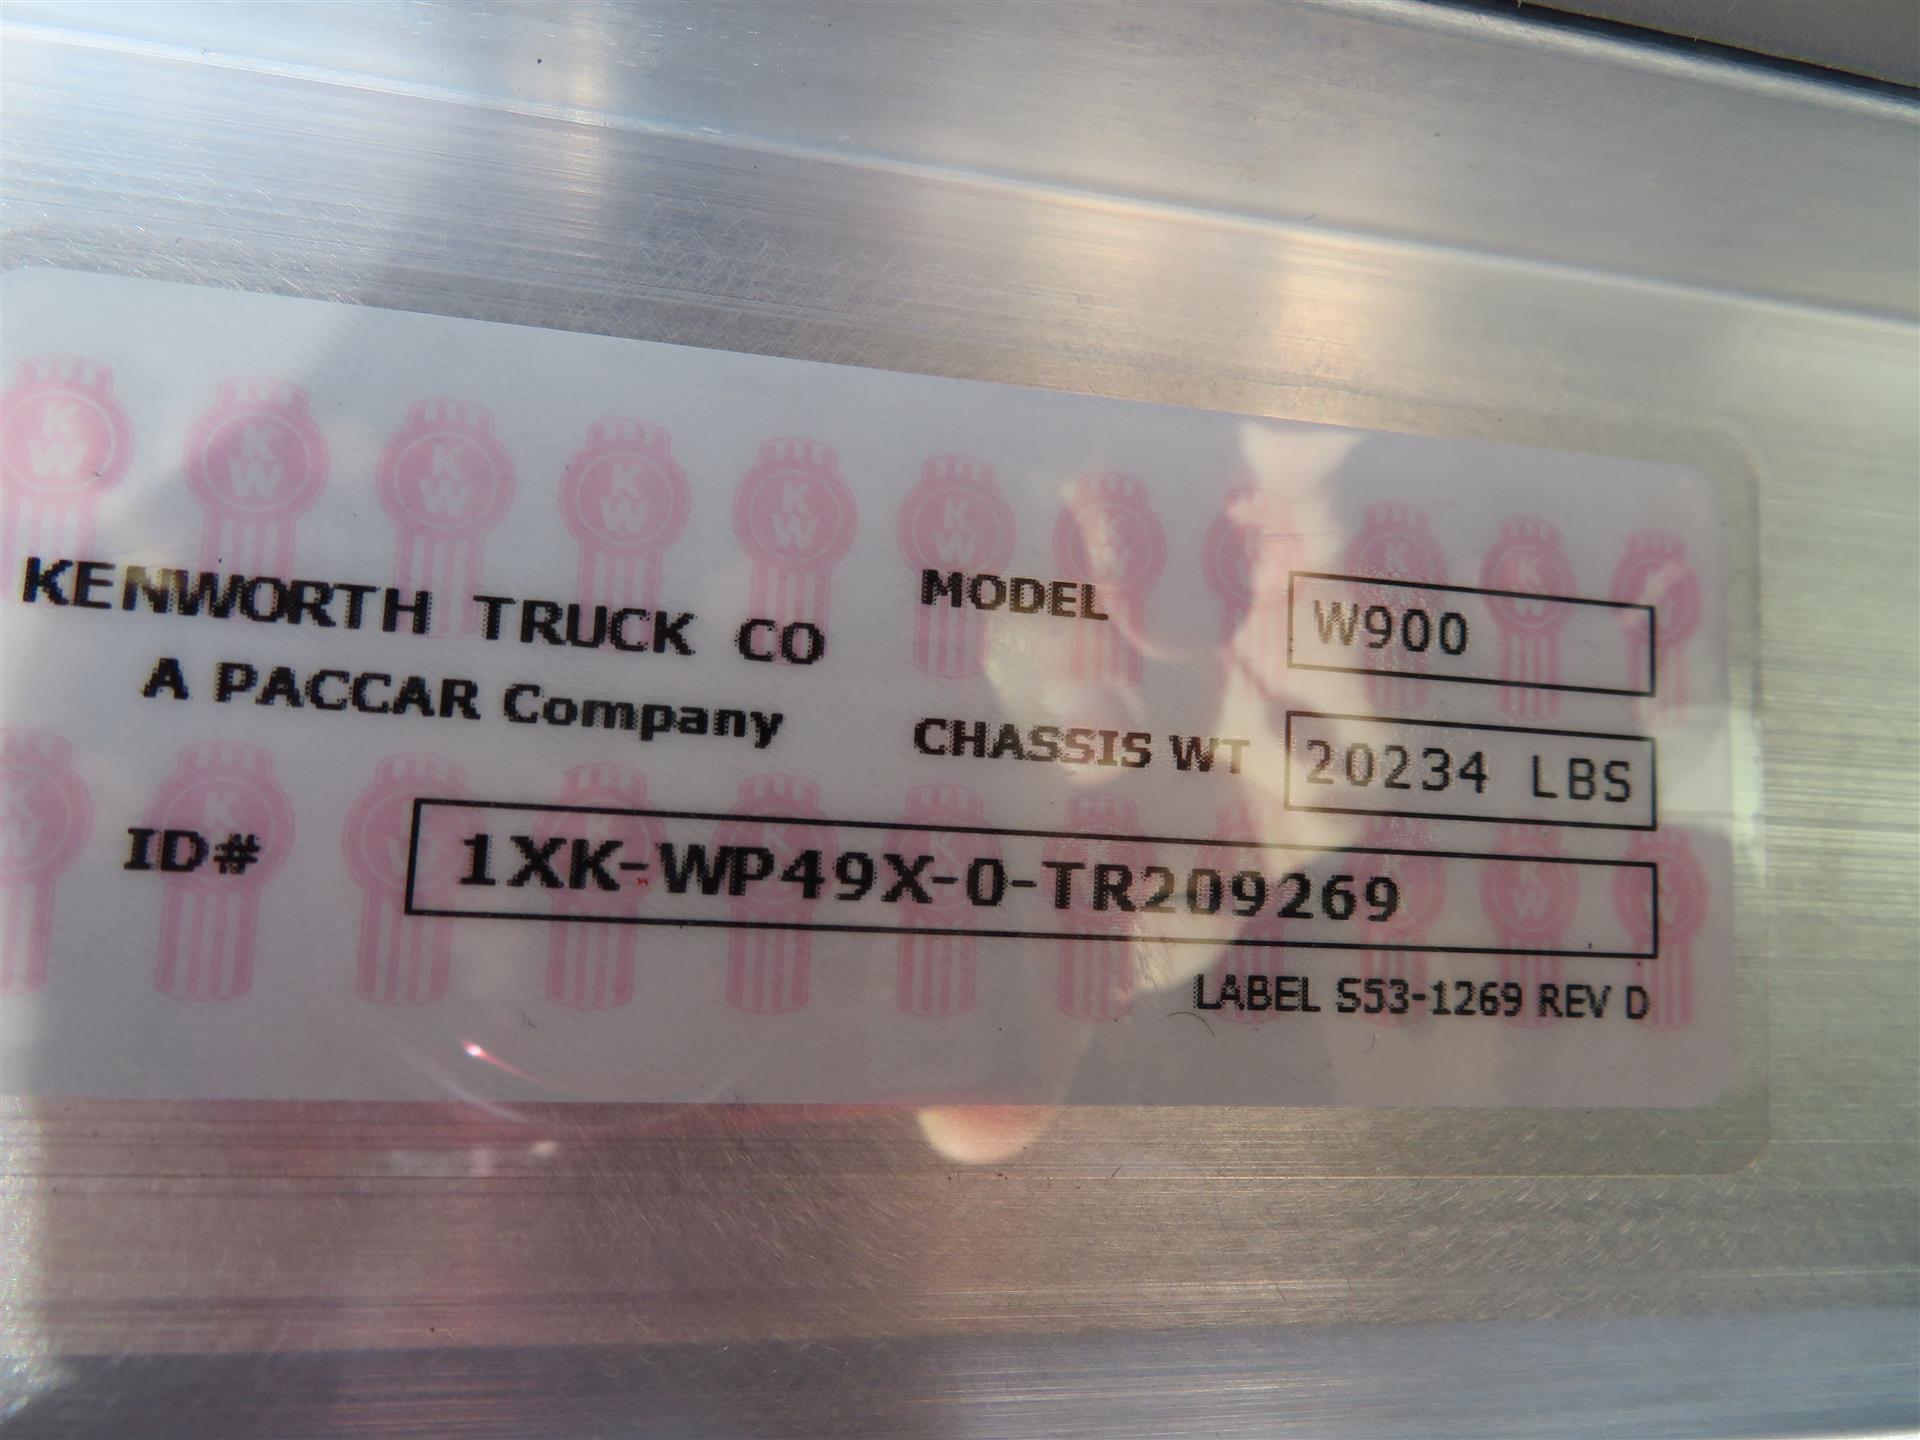 KENWORTH TRUCK CO
A PACCAR Company
MODEL W900
CHASSIS WT 20234 LBS
ID# 1XK-WP49X-0-TR209269
LABEL S53-1269 REV D